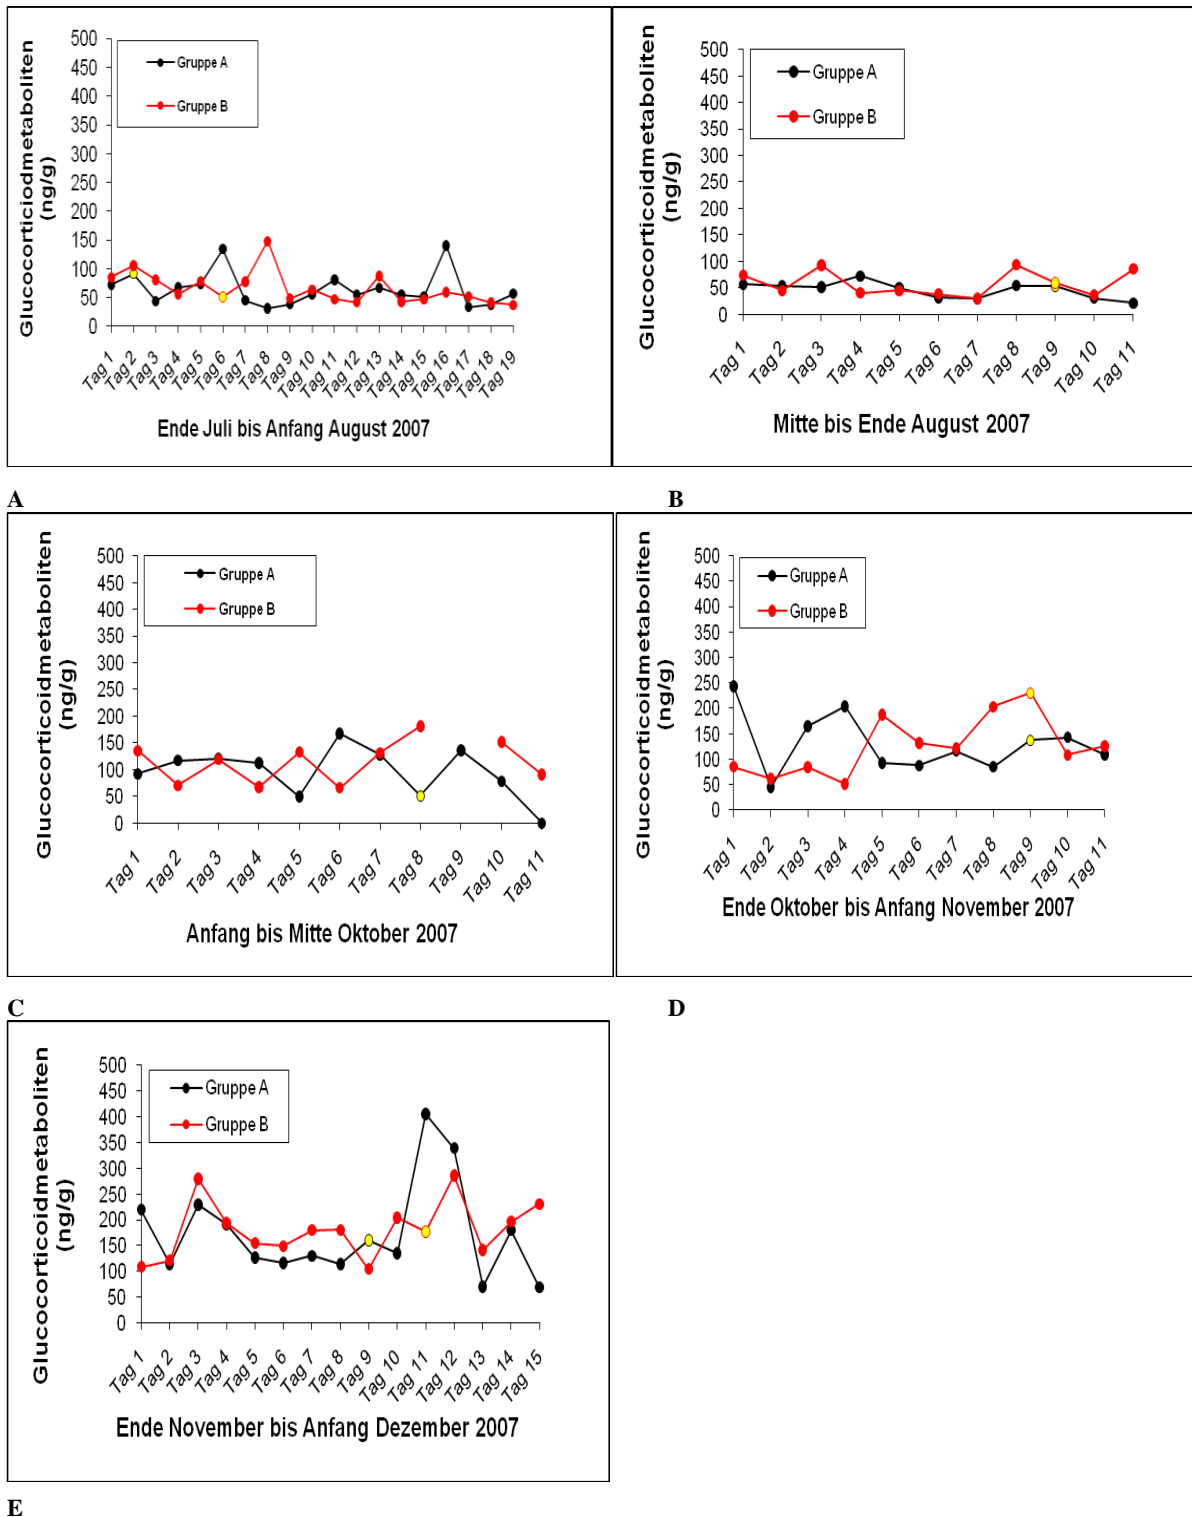 Glucocorticiodmetaboliten
(ng/g)
500
450
400
350
300
250
200
150
100
50
0
Gruppe A
Gruppe B
Tag 1
Tag 2
Tag 3
Tag 4
Tag 5
Tag 6
Tag 7
Tag 8
Tag 9
Tag 10
Tag 11
Tag 12
Tag 13
Tag 14
Tag 15
Tag 16
Tag 17
Tag 18
Tag 19
Ende Juli bis Anfang August 2007
Glucocorticoidmetaboliten
(ng/g)
500
450
400
350
300
250
200
150
100
50
0
Gruppe A
Gruppe B
Tag 1
Tag 2
Tag 3
Tag 4
Tag 5
Tag 6
Tag 7
Tag 8
Tag 9
Tag 10
Tag 11
Mitte bis Ende August 2007
A
B
Glucocorticoidmetaboliten
(ng/g)
500
450
400
350
300
250
200
150
100
50
0
Gruppe A
Gruppe B
Tag 1
Tag 2
Tag 3
Tag 4
Tag 5
Tag 6
Tag 7
Tag 8
Tag 9
Tag 10
Tag 11
Anfang bis Mitte Oktober 2007
Glucocorticoidmetaboliten
(ng/g)
500
450
400
350
300
250
200
150
100
50
0
Gruppe A
Gruppe B
Tag 1
Tag 2
Tag 3
Tag 4
Tag 5
Tag 6
Tag 7
Tag 8
Tag 9
Tag 10
Tag 11
Ende Oktober bis Anfang November 2007
C
D
Glucocorticoidmetaboliten
(ng/g)
500
450
400
350
300
250
200
150
100
50
0
Gruppe A
Gruppe B
Tag 1
Tag 2
Tag 3
Tag 4
Tag 5
Tag 6
Tag 7
Tag 8
Tag 9
Tag 10
Tag 11
Tag 12
Tag 13
Tag 14
Tag 15
Ende November bis Anfang Dezember 2007
E